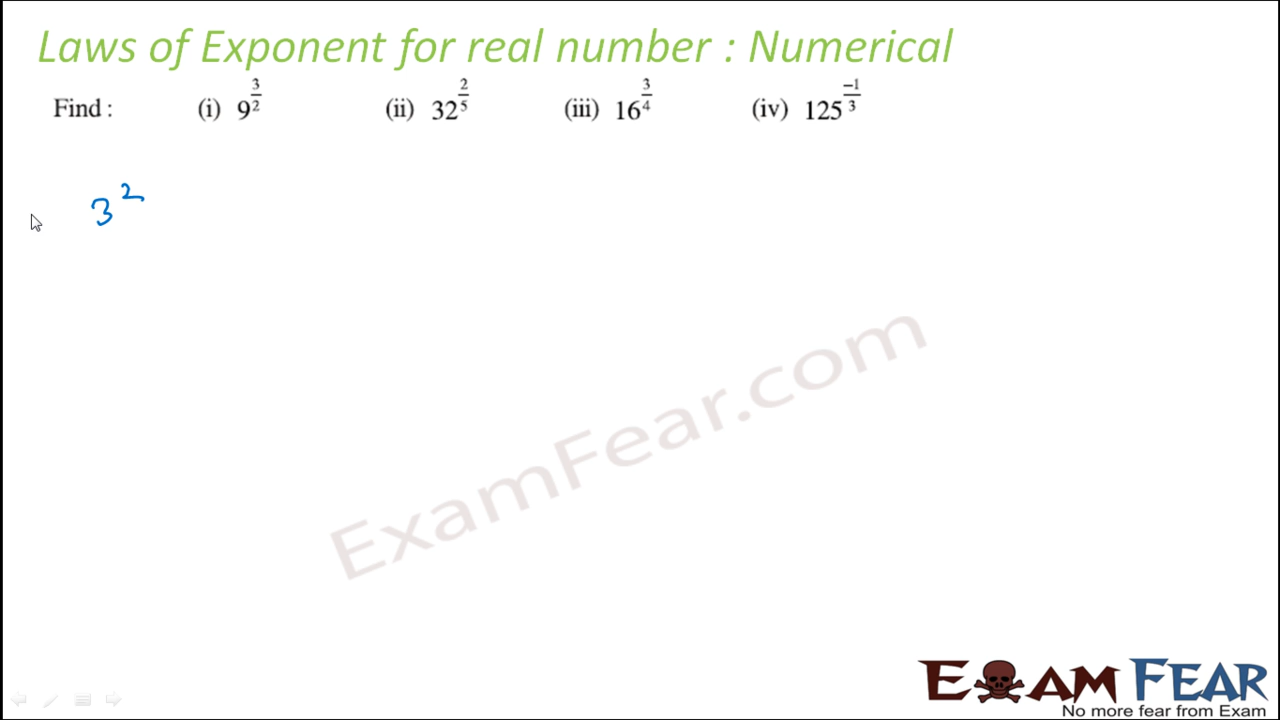 Laws of Exponent for real number : Numerical
Find : (i) 9^(3/2) (ii) 32^(2/5) (iii) 16^(3/4) (iv) 125^(-1/3)
3^2
ExamFear.com
EXAM FEAR
No more fear from Exam